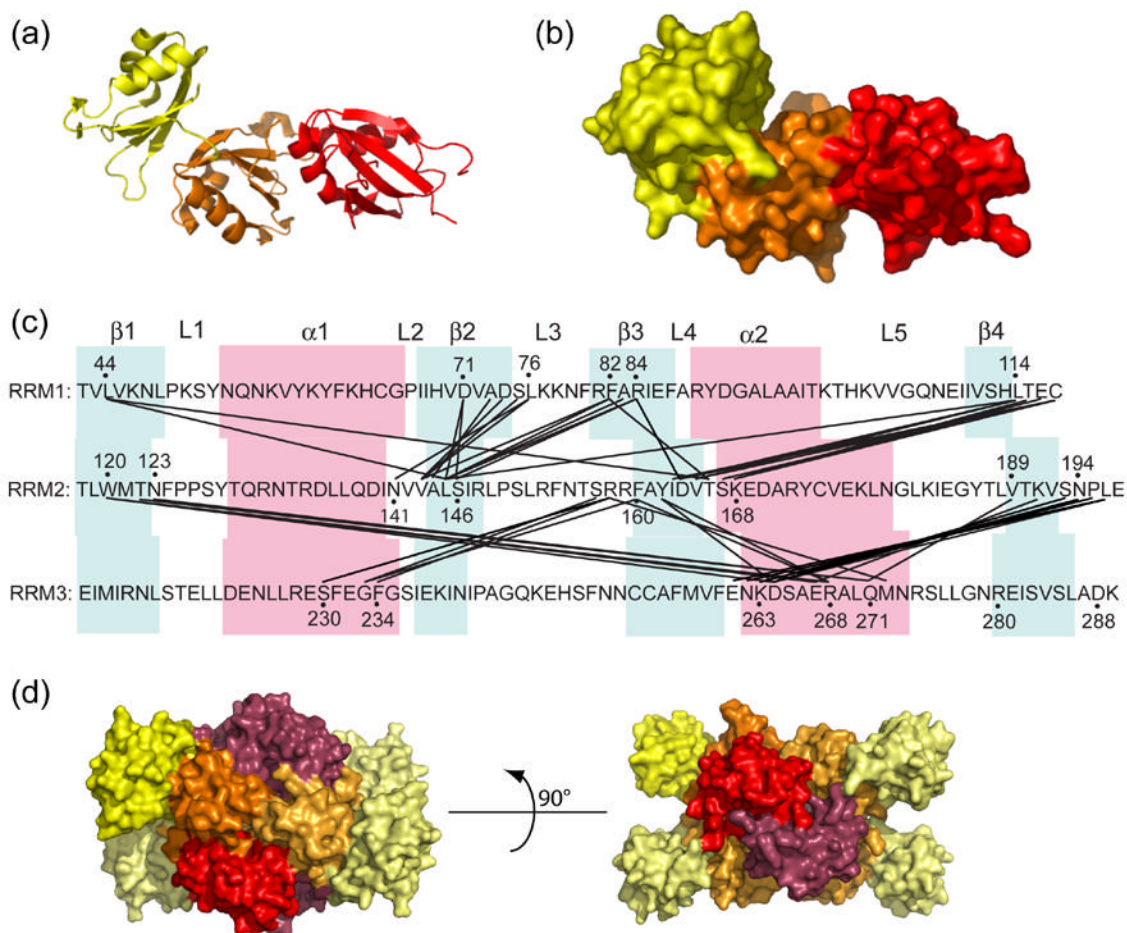 (a)
(b)
(c)
β1 L1 α1 L2 β2 L3 β3 L4 α2 L5 β4
44 71 76 82 84 114
RRM1: TVLVKNLPKSYNQNKVYKYFKHCGPIIHVDVADSLKKNFRFARIEFARYDGALAAITKTHKVVGQNEIIVSHLTEC
120 123 189 194
RRM2: TLWMTNFPPSYTQRNTRDLLQDINVVALSIRLPSLRFNTSRRFAYIDVTSKEDARYCVEKLNGLKIEGYTLVTKVSNPLE
141 146 160 168
RRM3: EIMIRNLSTELLDENLLRESFEGFGSIEKINIPAGQKEHSFNNCCAFMVFENKDSAERALQMNRSLLGNREISVSLADK
230 234 263 268 271 280 288
(d)
90°